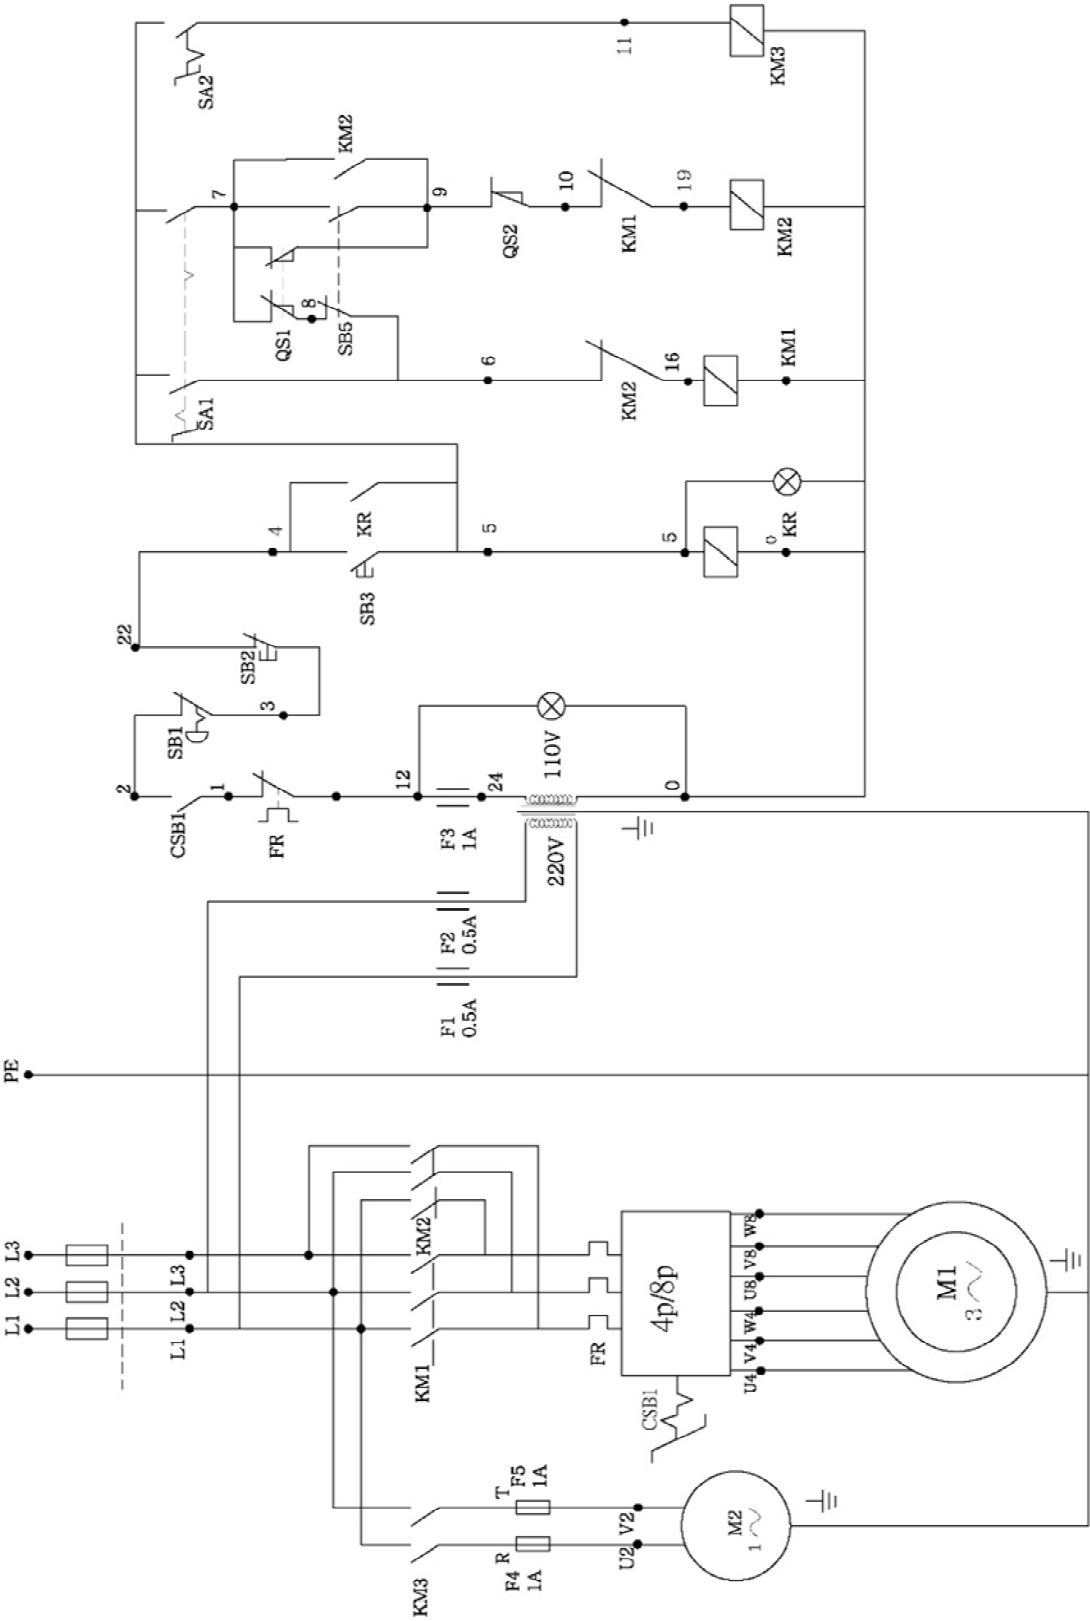 L1
L2
L3
PE
L1
L2
L3
KM1
KM2
KM3
FR
4p/8p
CSB1
U4
V4
W4
U8
V8
W8
M1
3
R
T
F4
1A
F5
1A
U2
V2
M2
1
F1
0.5A
F2
0.5A
F3
1A
220V
110V
24
12
0
FR
1
CSB1
2
SB1
3
SB2
22
4
SB3
KR
5
5
0
KR
SA1
6
KM2
16
KM1
7
QS1
8
SB5
KM2
9
QS2
10
KM1
19
KM2
SA2
11
KM3